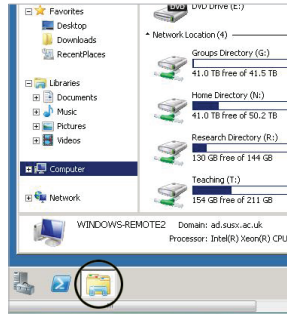 Favorites
Desktop
Downloads
RecentPlaces
Libraries
Documents
Music
Pictures
Videos
Computer
Network
DVD Drive (E:)
Network Location (4)
Groups Directory (G:)
41.0 TB free of 41.5 TB
Home Directory (N:)
41.0 TB free of 50.2 TB
Research Directory (R:)
130 GB free of 144 GB
Teaching (T:)
154 GB free of 211 GB
WINDOWS-REMOTE2 Domain: ad.susx.ac.uk
Processor: Intel(R) Xeon(R) CPU